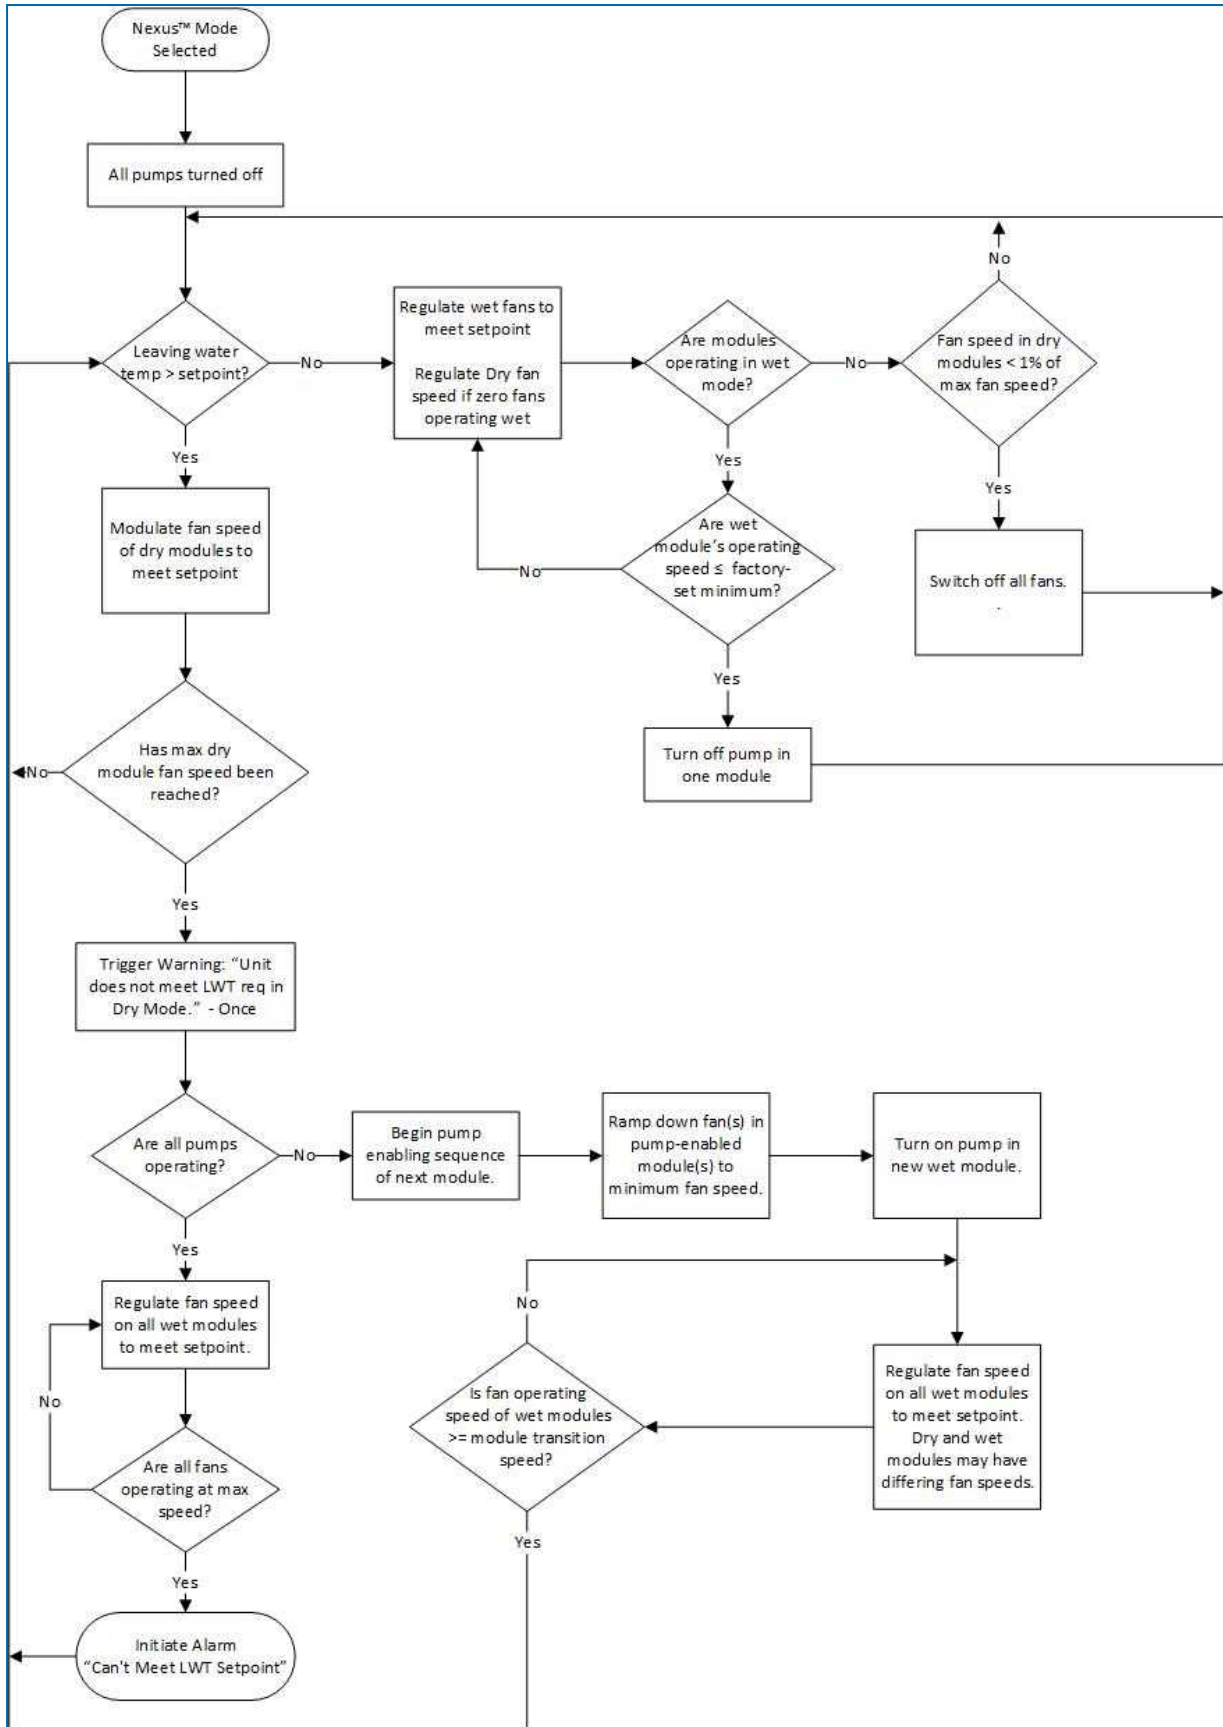 Nexus™ Mode
Selected
All pumps turned off
Leaving water
temp > setpoint?
No
Regulate wet fans to
meet setpoint
Regulate Dry fan
speed if zero fans
operating wet
Are modules
operating in wet
mode?
No
Fan speed in dry
modules < 1% of
max fan speed?
No
Yes
Switch off all fans.
.
Yes
Are wet
module's operating
speed ≤ factory-
set minimum?
No
Yes
Turn off pump in
one module
Yes
Modulate fan speed
of dry modules to
meet setpoint
Has max dry
module fan speed been
reached?
No
Yes
Trigger Warning: “Unit
does not meet LWT req in
Dry Mode.” - Once
Are all pumps
operating?
No
Begin pump
enabling sequence
of next module.
Ramp down fan(s) in
pump-enabled
module(s) to
minimum fan speed.
Turn on pump in
new wet module.
Regulate fan speed
on all wet modules
to meet setpoint.
Dry and wet
modules may have
differing fan speeds.
Is fan operating
speed of wet modules
>= module transition
speed?
No
Yes
Yes
Regulate fan speed
on all wet modules
to meet setpoint.
No
Are all fans
operating at max
speed?
Yes
Initiate Alarm
“Can't Meet LWT Setpoint”